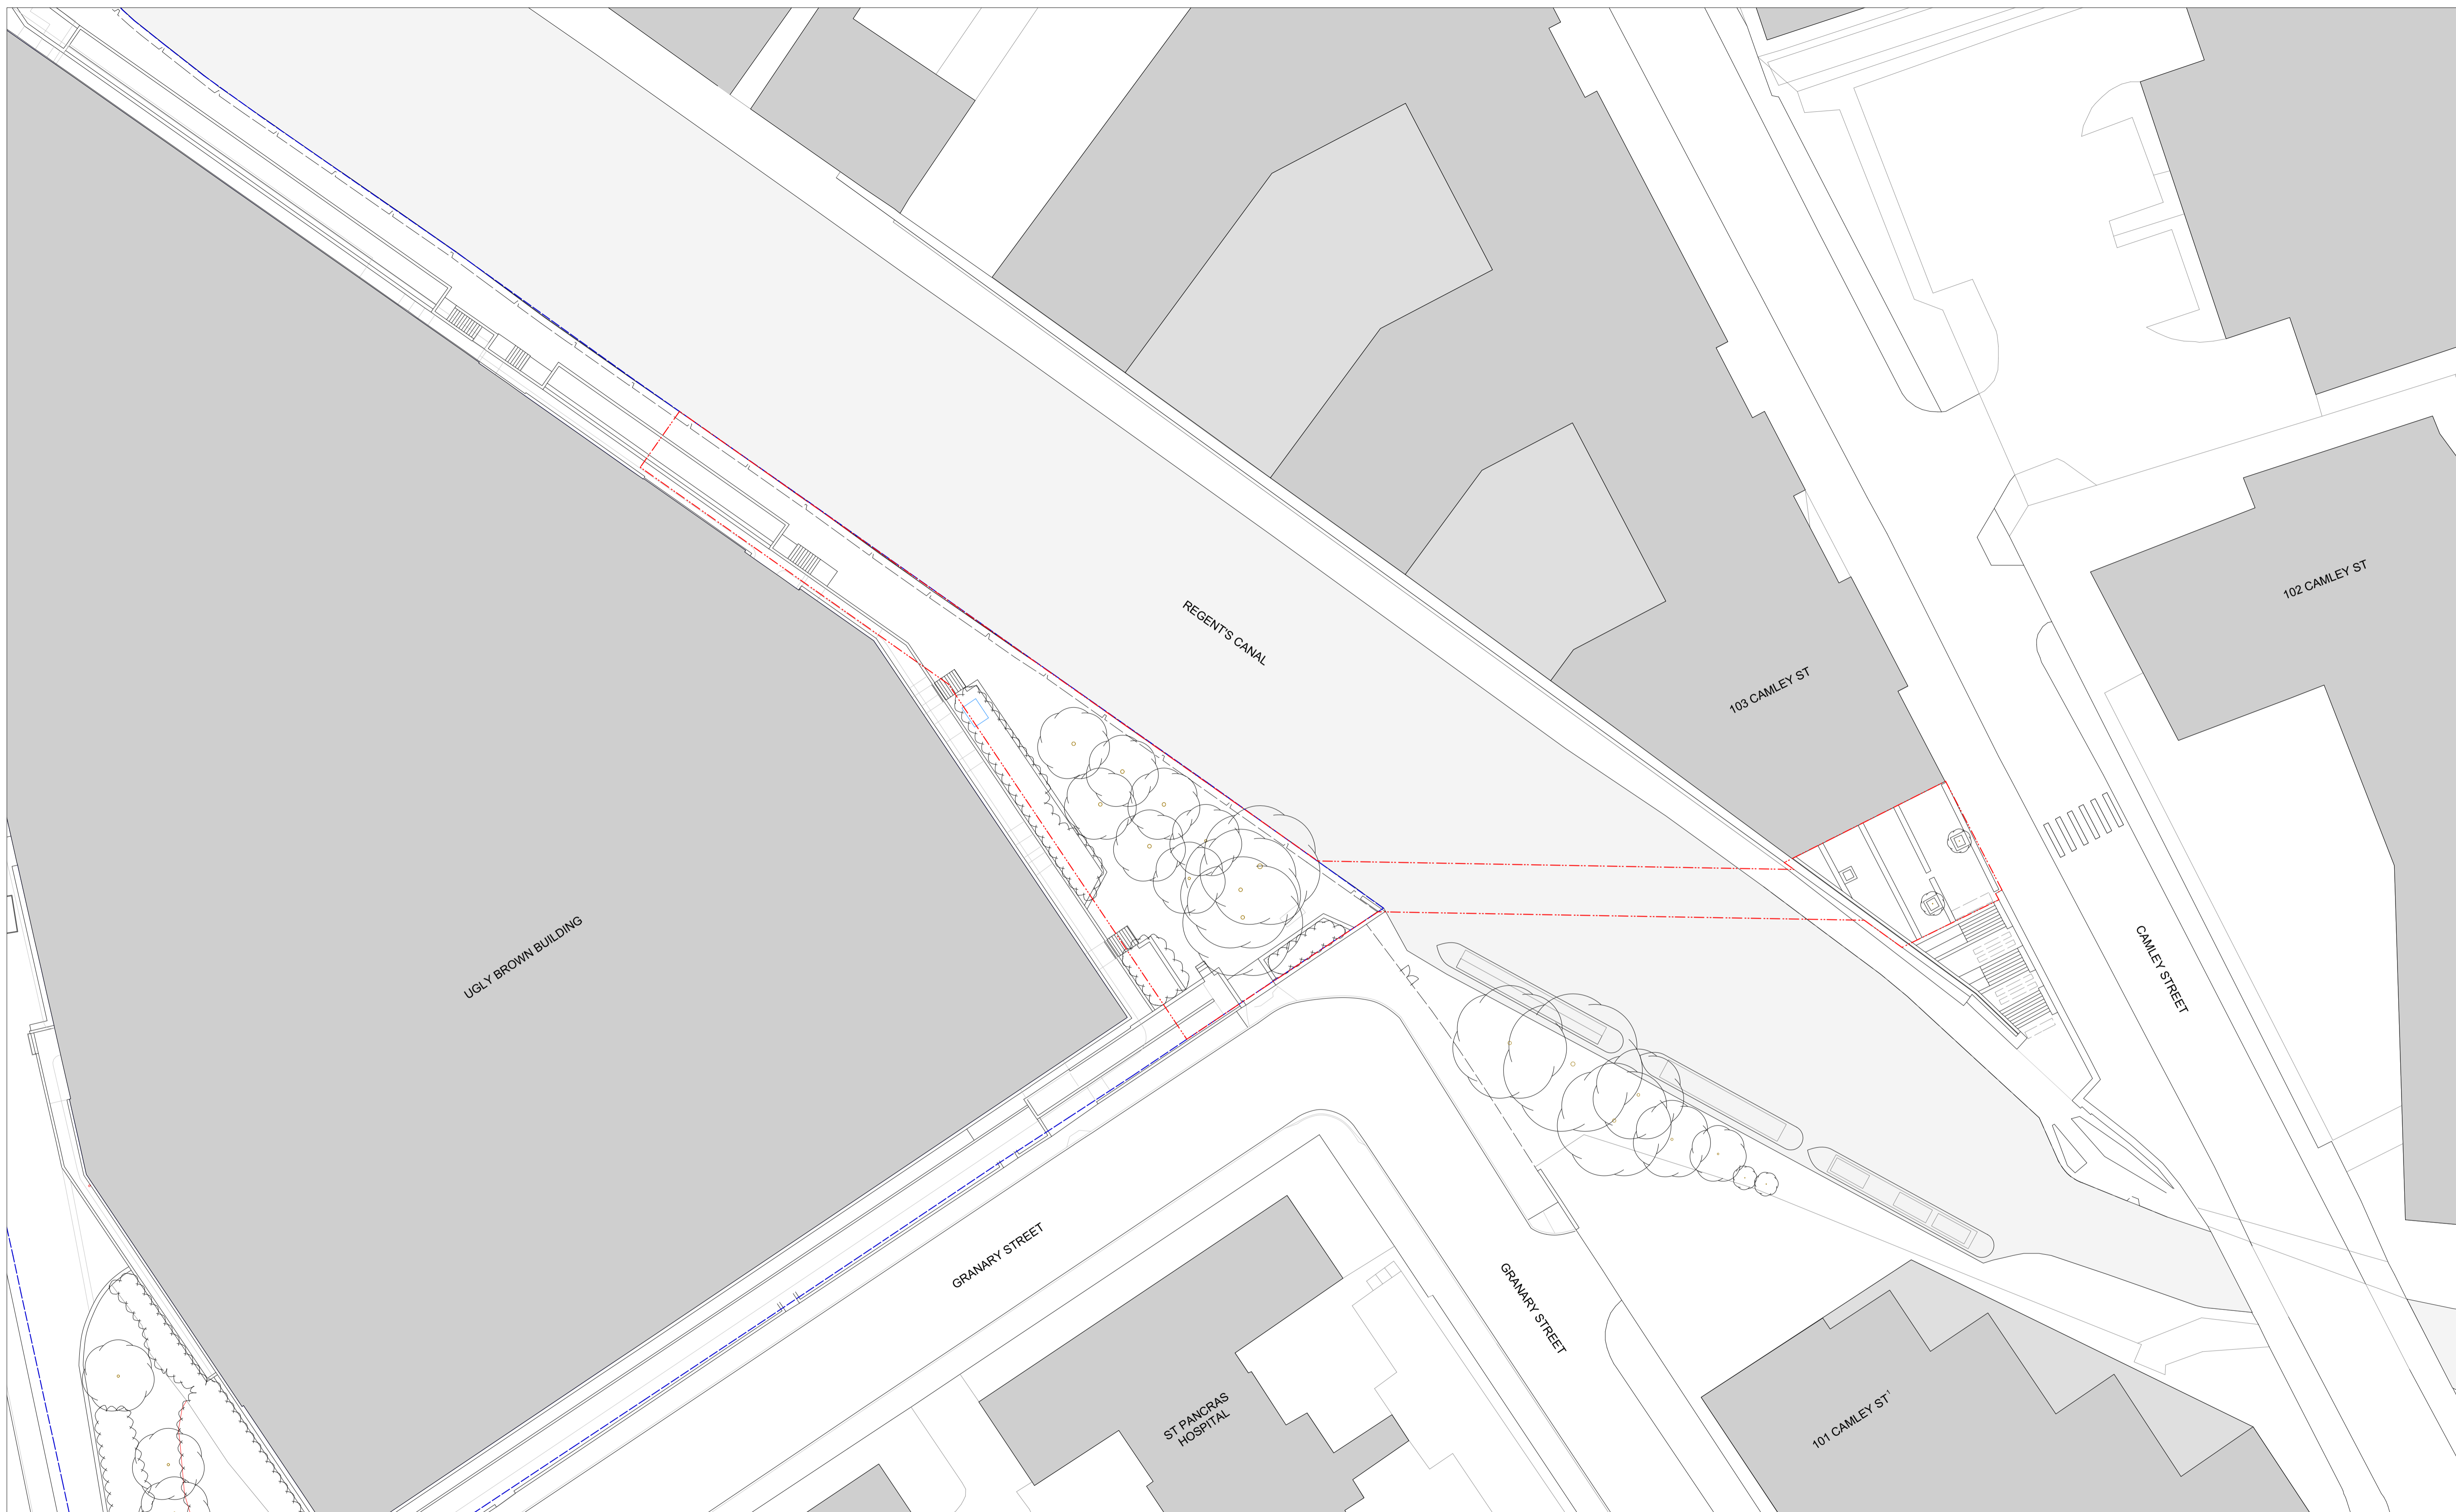 REGENT'S CANAL
102 CAMLEY ST
103 CAMLEY ST
UGLY BROWN BUILDING
CAMLEY STREET
GRANARY STREET
GRANARY STREET
ST PANCRAS
HOSPITAL
101 CAMLEY ST¹